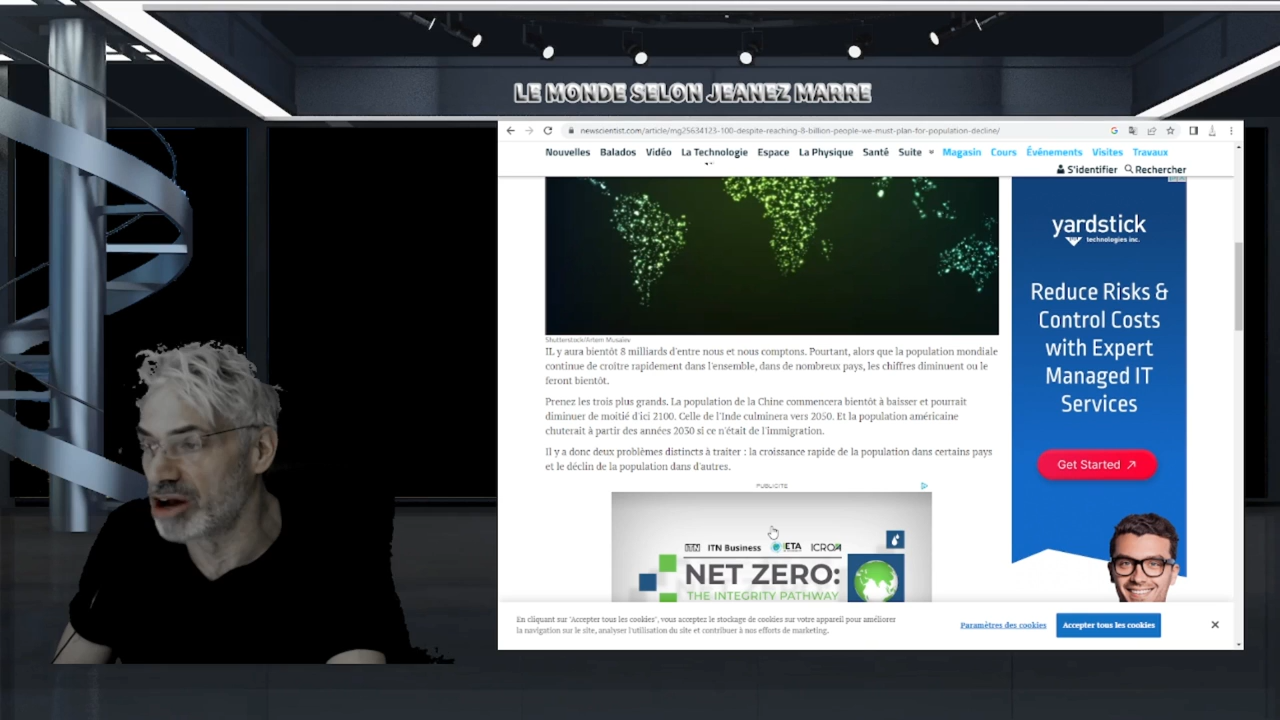 LE MONDE SELON JEANEZ MARRE
newscientist.com/article/mg25634123-100-despite-reaching-8-billion-people-we-must-plan-for-population-decline/
Nouvelles Balados Vidéo La Technologie Espace La Physique Santé Suite Magasin Cours Événements Visites Travaux
S'identifier Rechercher
yardstick
technologies inc.
Reduce Risks &
Control Costs
with Expert
Managed IT
Services
Get Started
Shutterstock/Artem Musaiev
IL y aura bientôt 8 milliards d'entre nous et nous comptons. Pourtant, alors que la population mondiale
continue de croître rapidement dans l'ensemble, dans de nombreux pays, les chiffres diminuent ou le
feront bientôt.
Prenez les trois plus grands. La population de la Chine commencera bientôt à baisser et pourrait
diminuer de moitié d'ici 2100. Celle de l'Inde culminera vers 2050. Et la population américaine
chuterait à partir des années 2030 si ce n'était de l'immigration.
Il y a donc deux problèmes distincts à traiter : la croissance rapide de la population dans certains pays
et le déclin de la population dans d'autres.
PUBLICITÉ
ITN ITN Business IETA ICROA
NET ZERO:
THE INTEGRITY PATHWAY
En cliquant sur "Accepter tous les cookies", vous acceptez le stockage de cookies sur votre appareil pour améliorer
la navigation sur le site, analyser l'utilisation du site et contribuer à nos efforts de marketing.
Paramètres des cookies
Accepter tous les cookies